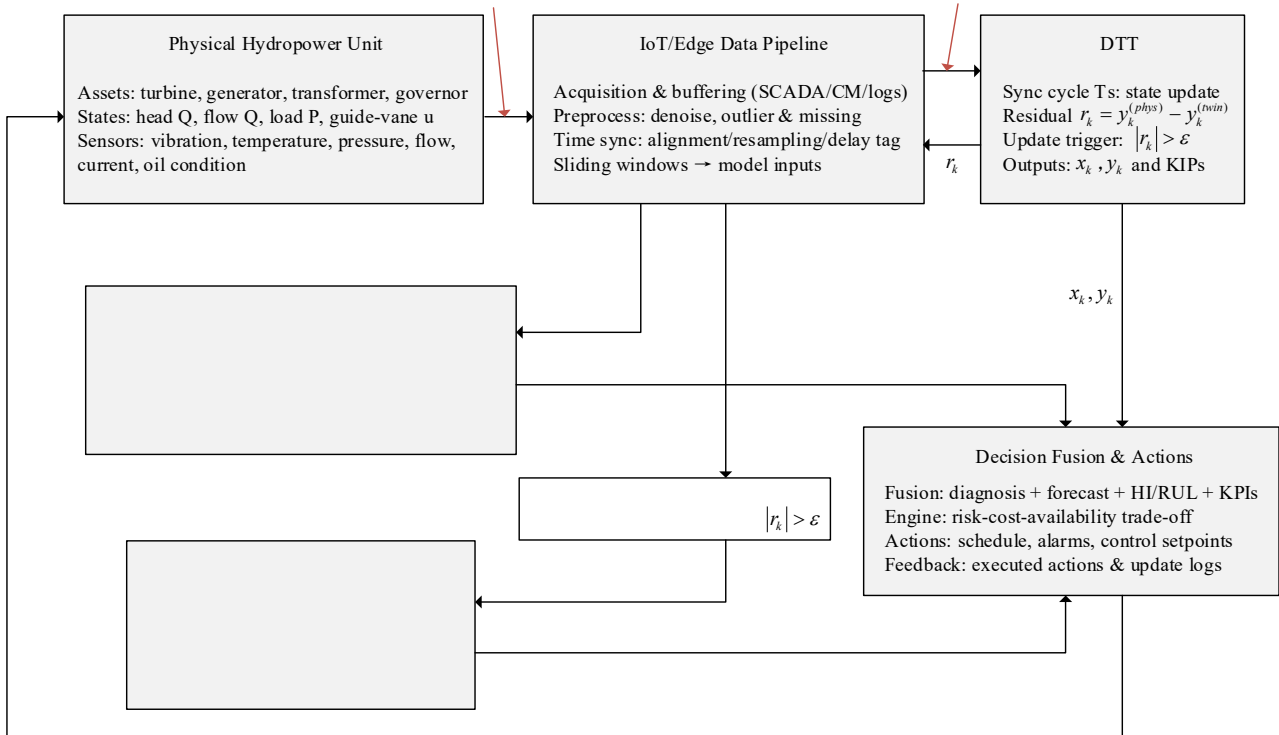 Physical Hydropower Unit
Assets: turbine, generator, transformer, governor
States: head Q, flow Q, load P, guide-vane u
Sensors: vibration, temperature, pressure, flow,
current, oil condition
IoT/Edge Data Pipeline
Acquisition & buffering (SCADA/CM/logs)
Preprocess: denoise, outlier & missing
Time sync: alignment/resampling/delay tag
Sliding windows → model inputs
DTT
Sync cycle Ts: state update
Residual r_k = y_k^(phys) − y_k^(twin)
Update trigger: |r_k| > ε
Outputs: x_k , y_k and KIPs
r_k
x_k, y_k
Decision Fusion & Actions
Fusion: diagnosis + forecast + HI/RUL + KPIs
Engine: risk-cost-availability trade-off
Actions: schedule, alarms, control setpoints
Feedback: executed actions & update logs
|r_k| > ε